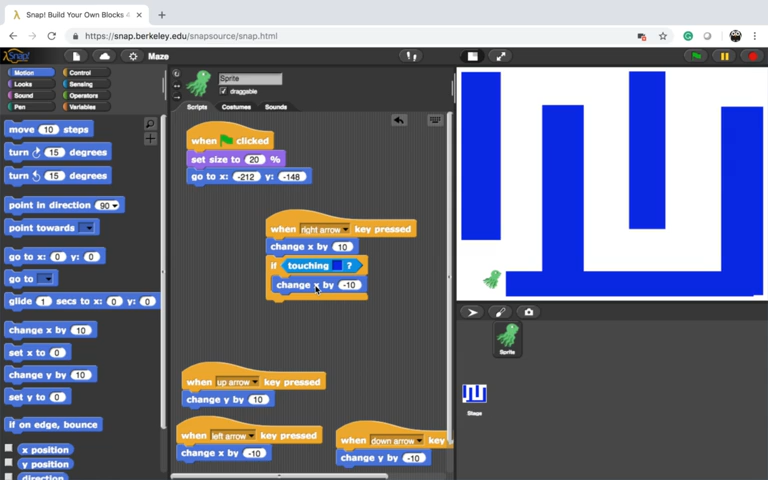 Snap! Build Your Own Blocks 4
https://snap.berkeley.edu/snapsource/snap.html
Maze
Motion
Control
Looks
Sensing
Sound
Operators
Pen
Variables
Sprite
draggable
Scripts
Costumes
Sounds
move 10 steps
turn 15 degrees
turn 15 degrees
point in direction 90
point towards
go to x: 0 y: 0
go to
glide 1 secs to x: 0 y: 0
change x by 10
set x to 0
change y by 10
set y to 0
if on edge, bounce
x position
y position
direction
when clicked
set size to 20 %
go to x: -212 y: -148
when right arrow key pressed
change x by 10
if touching ?
change x by -10
when up arrow key pressed
change y by 10
when left arrow key pressed
change x by -10
when down arrow key
change y by -10
Sprite
Stage